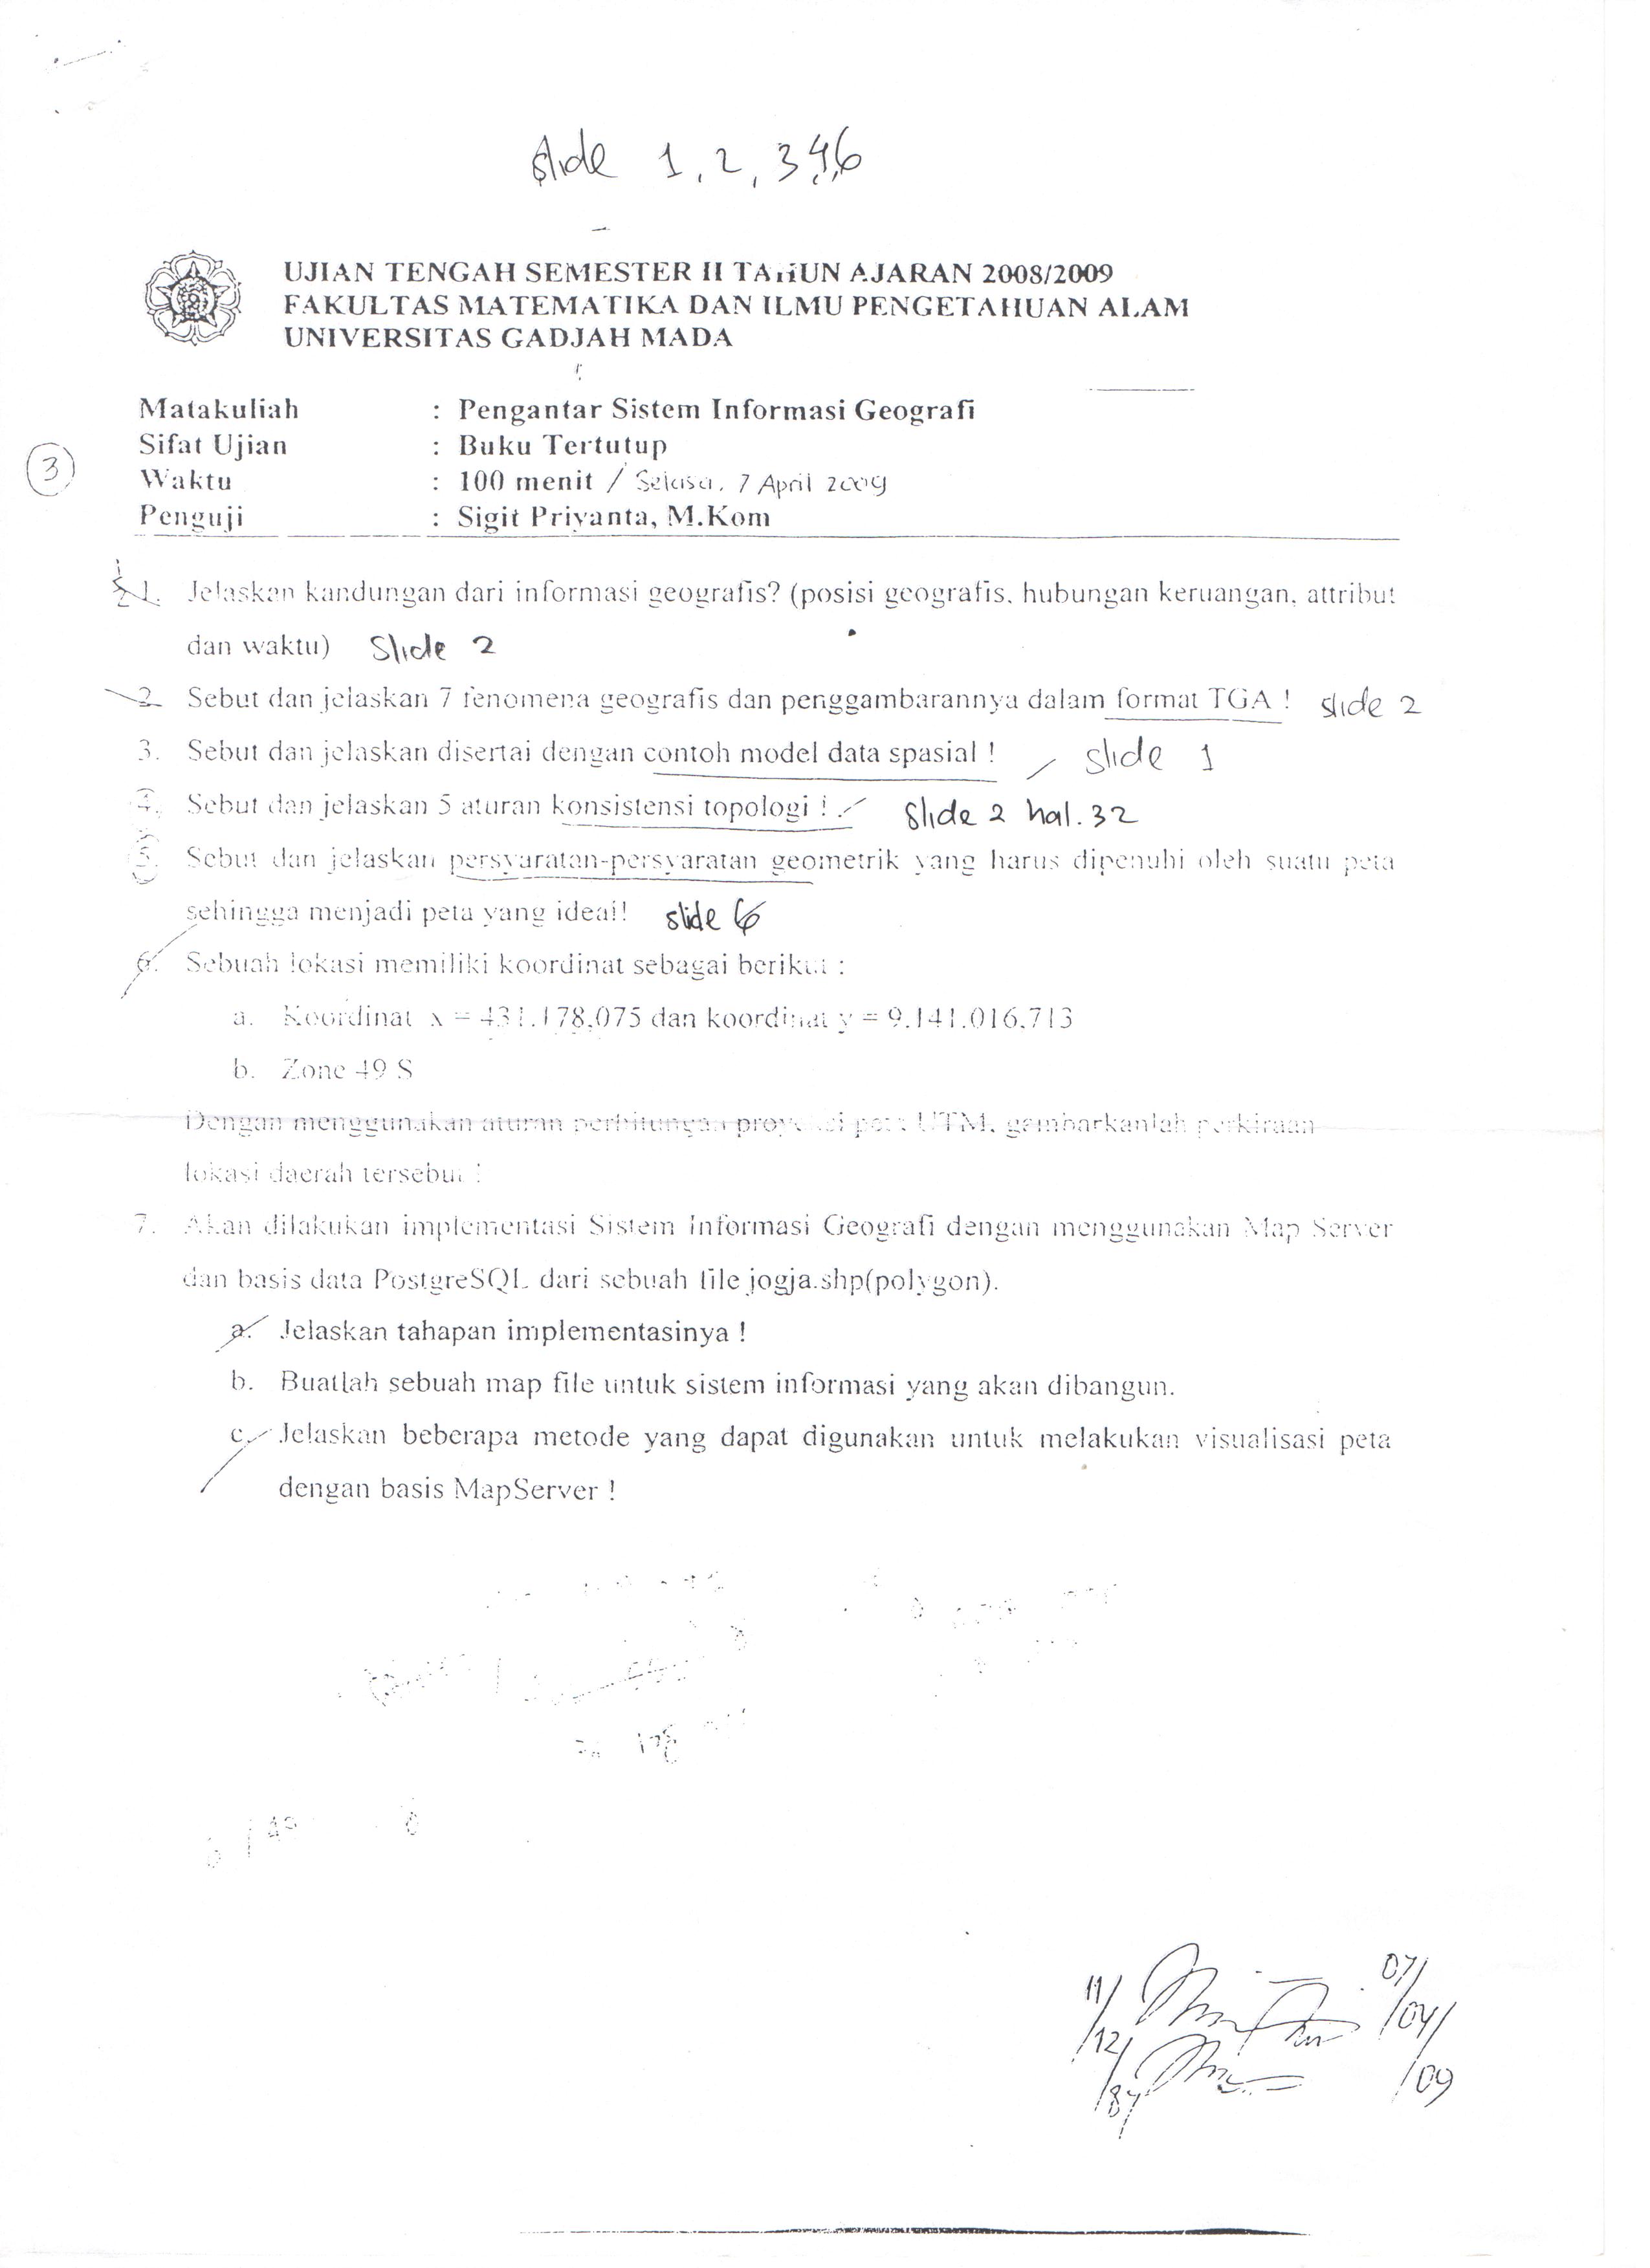 slide 1, 2, 3, 4, 6
UJIAN TENGAH SEMESTER II TAHUN AJARAN 2008/2009
FAKULTAS MATEMATIKA DAN ILMU PENGETAHUAN ALAM
UNIVERSITAS GADJAH MADA
Matakuliah : Pengantar Sistem Informasi Geografi
Sifat Ujian : Buku Tertutup
3
Waktu : 100 menit / Selasa, 7 April 2009
Penguji : Sigit Priyanta, M.Kom
1. Jelaskan kandungan dari informasi geografis? (posisi geografis, hubungan keruangan, attribut
dan waktu) Slide 2
2. Sebut dan jelaskan 7 fenomena geografis dan penggambarannya dalam format TGA ! slide 2
3. Sebut dan jelaskan disertai dengan contoh model data spasial ! slide 1
4. Sebut dan jelaskan 5 aturan konsistensi topologi ! slide 2 hal. 32
5. Sebut dan jelaskan persyaratan-persyaratan geometrik yang harus dipenuhi oleh suatu peta
sehingga menjadi peta yang ideal! slide 6
6. Sebuah lokasi memiliki koordinat sebagai berikut :
a. Koordinat x = 431.178,075 dan koordinat y = 9.141.016,713
b. Zone 49 S
Dengan menggunakan aturan perhitungan proyeksi peta UTM, gambarkanlah perkiraan
lokasi daerah tersebut !
7. Akan dilakukan implementasi Sistem Informasi Geografi dengan menggunakan Map Server
dan basis data PostgreSQL dari sebuah file jogja.shp(polygon).
a. Jelaskan tahapan implementasinya !
b. Buatlah sebuah map file untuk sistem informasi yang akan dibangun.
c. Jelaskan beberapa metode yang dapat digunakan untuk melakukan visualisasi peta
dengan basis MapServer !
11/ 07/
/12/ /04/
/84 /09